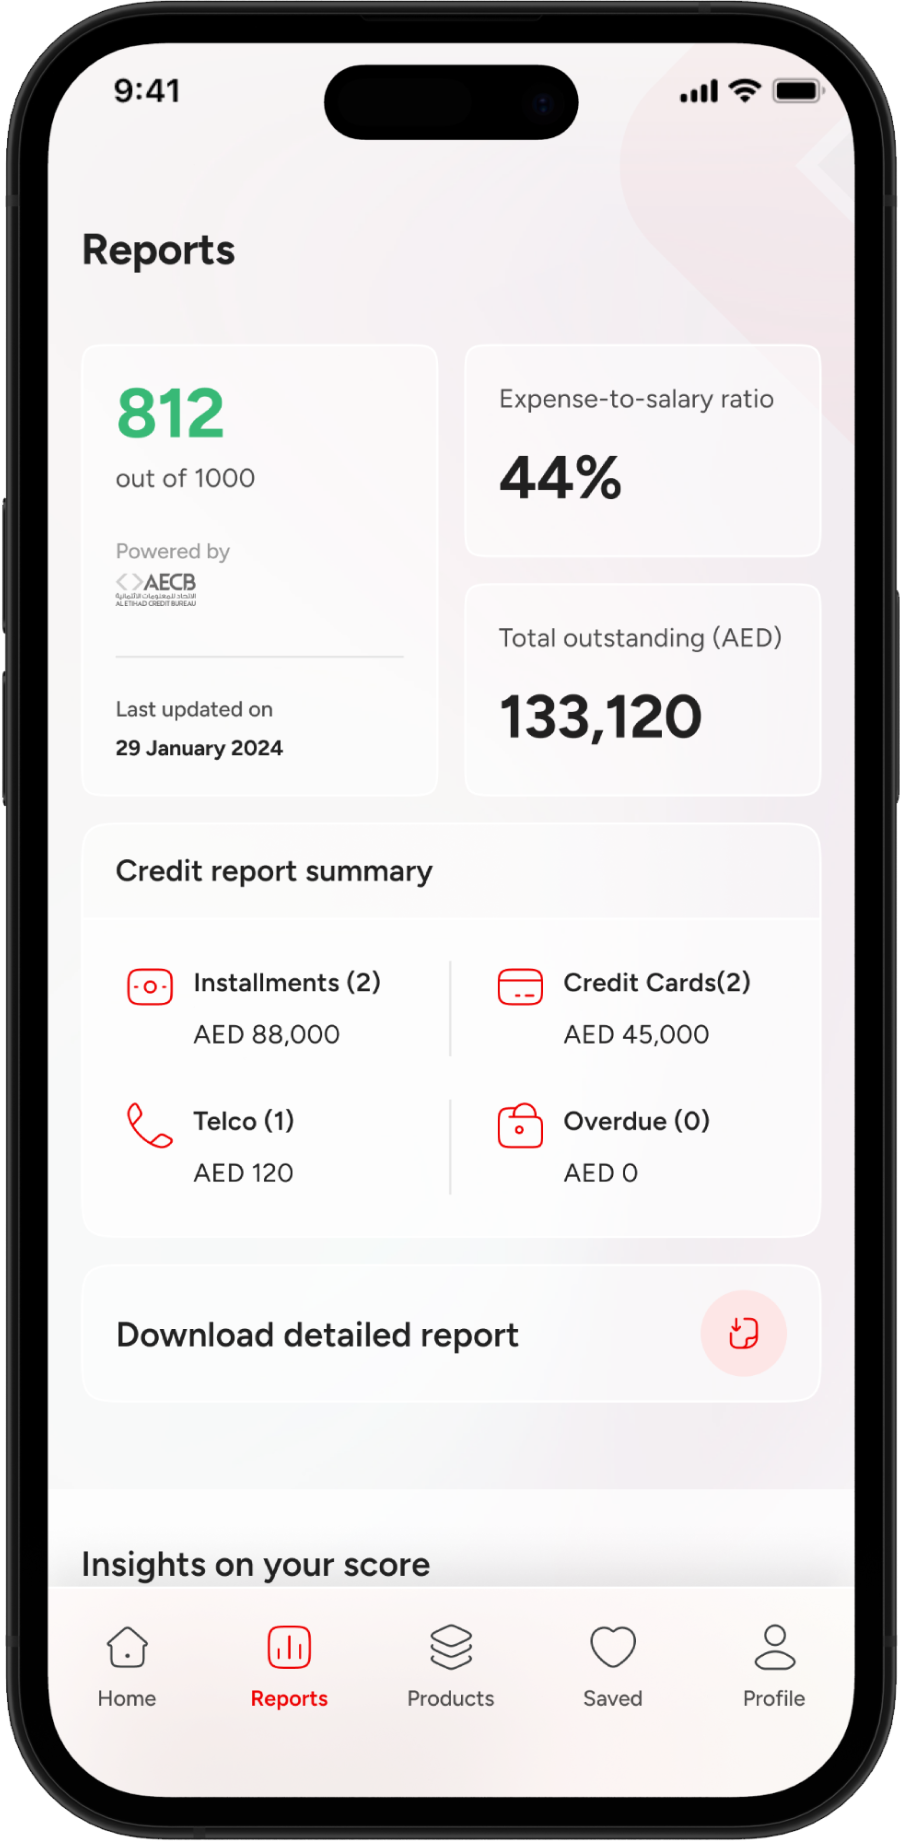 9:41
Reports
812
out of 1000
Powered by
AECB
الاتحاد للمعلومات الائتمانية
AL ETIHAD CREDIT BUREAU
Last updated on
29 January 2024
Expense-to-salary ratio
44%
Total outstanding (AED)
133,120
Credit report summary
Installments (2)
AED 88,000
Credit Cards(2)
AED 45,000
Telco (1)
AED 120
Overdue (0)
AED 0
Download detailed report
Insights on your score
Home
Reports
Products
Saved
Profile